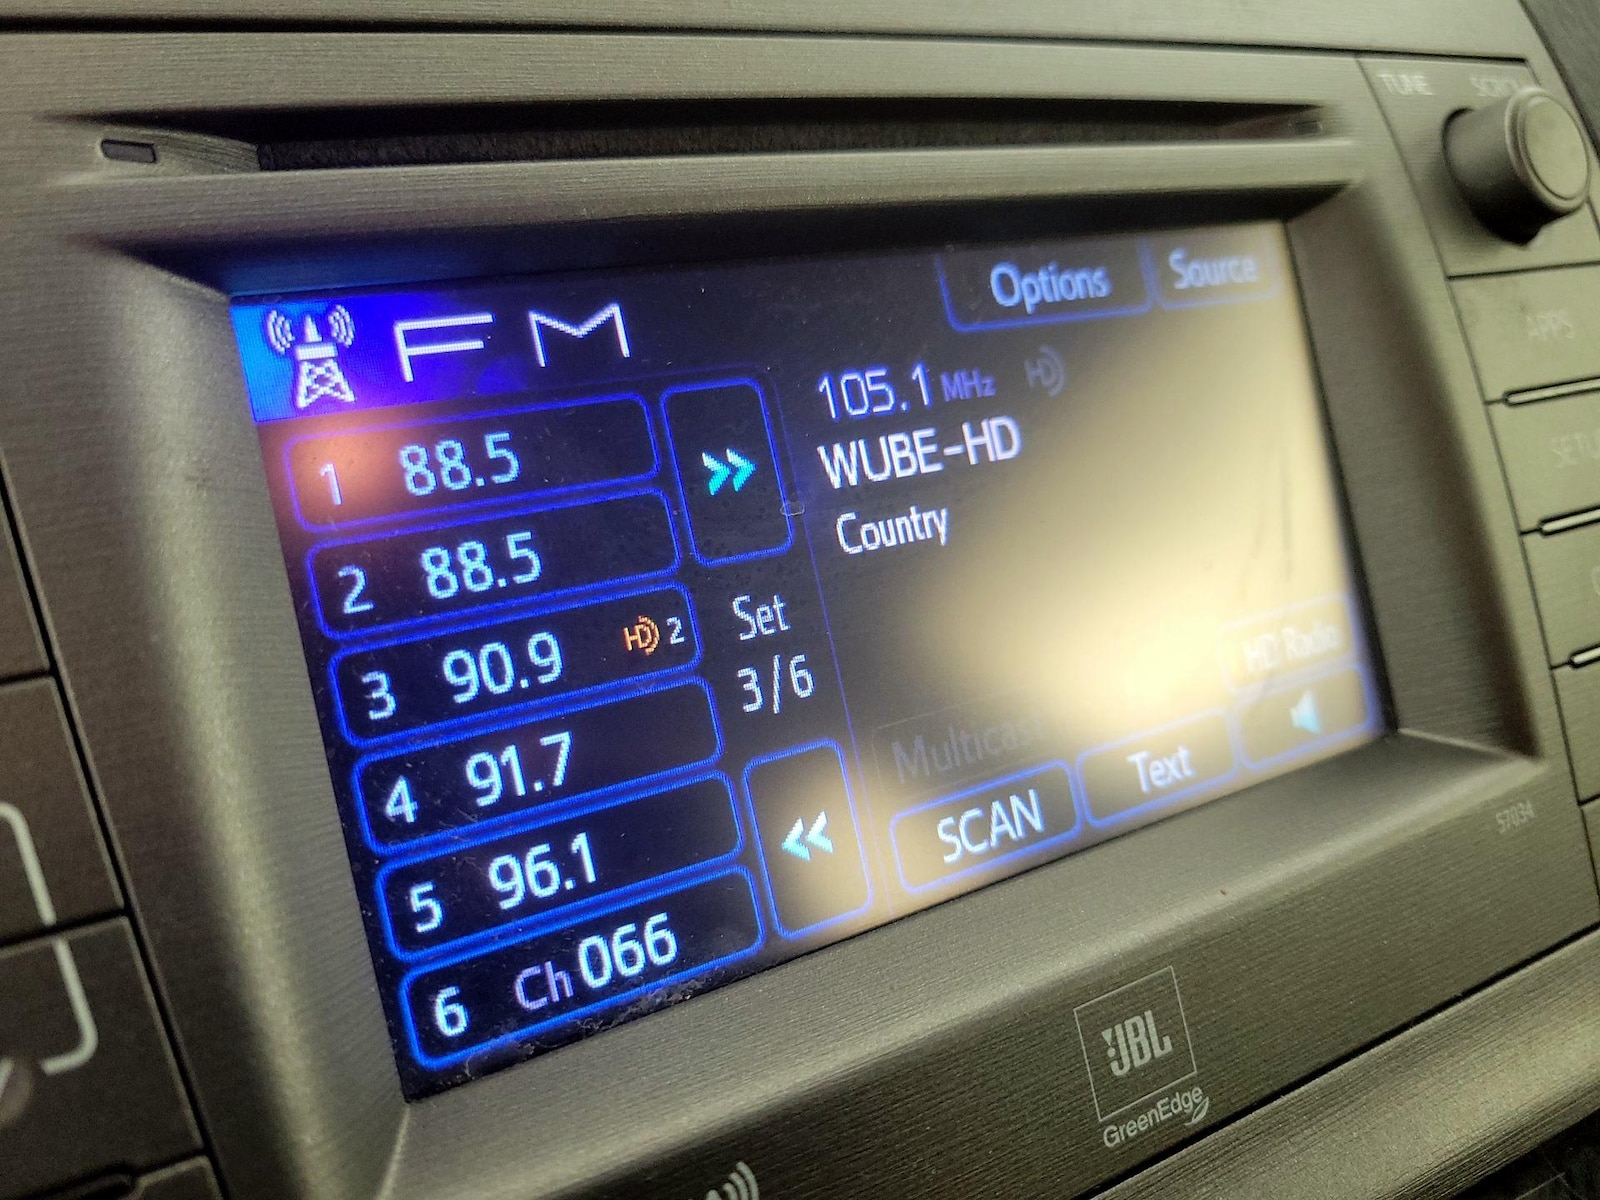 TUNE SCROLL
FM
Options
Source
APPS
105.1 MHz HD
WUBE-HD
Country
1 88.5
2 88.5
3 90.9 HD 2
4 91.7
5 96.1
6 Ch 066
>>
Set
3/6
<<
HD Radio
Multicast
SCAN
Text
57034
JBL
GreenEdge